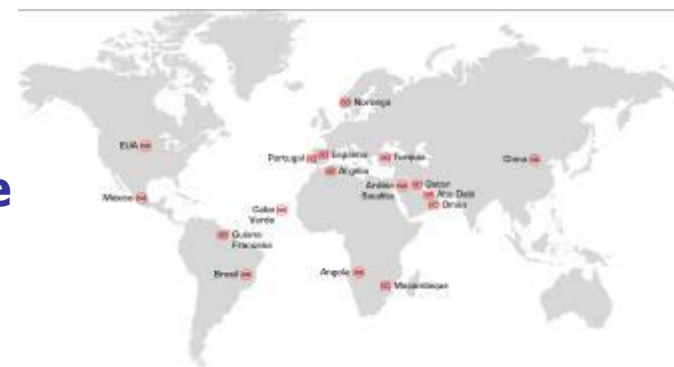 e
Noruega
EUA
Portugal
Espanha
Turquia
China
Argélia
México
Arábia
Saudita
Qatar
Abu Dabi
Omão
Cabo
Verde
Guiana
Francesa
Brasil
Angola
Moçambique